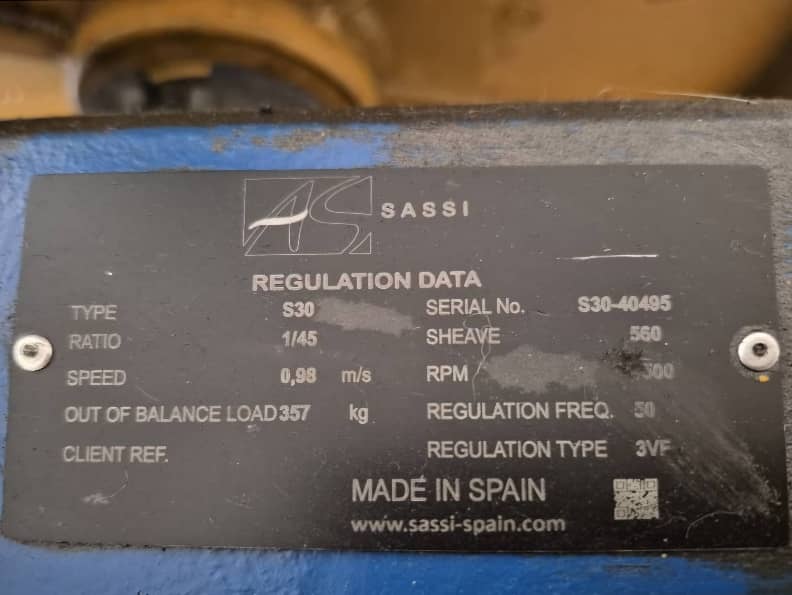 AS SASSI
REGULATION DATA
TYPE S30 SERIAL No. S30-40495
RATIO 1/45 SHEAVE 560
SPEED 0,98 m/s RPM
OUT OF BALANCE LOAD 357 kg REGULATION FREQ. 50
CLIENT REF. REGULATION TYPE 3VF
MADE IN SPAIN
www.sassi-spain.com